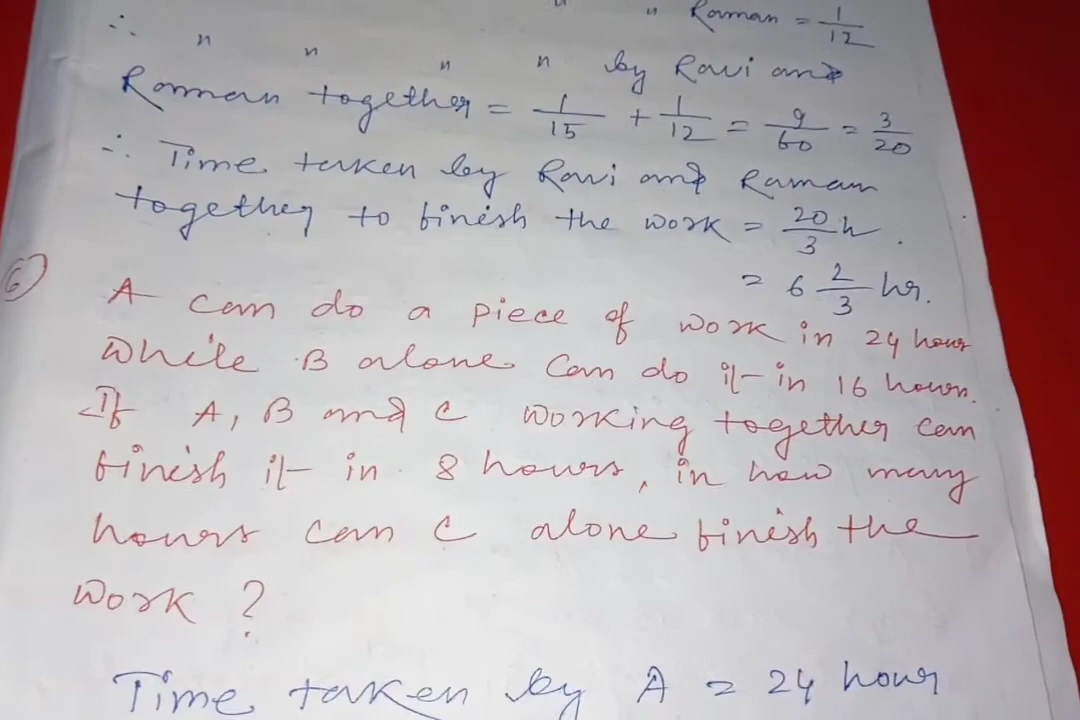 " " Raman = 1/12
∴ " " " " by Ravi and
Raman together = 1/15 + 1/12 = 9/60 = 3/20
∴ Time taken by Ravi and Raman
together to finish the work = 20/3 h.
= 6 2/3 hr.
6 A can do a piece of work in 24 hour
while B alone can do it in 16 hours.
If A, B and C working together can
finish it in 8 hours, in how many
hours can C alone finish the
work ?
Time taken by A = 24 hour